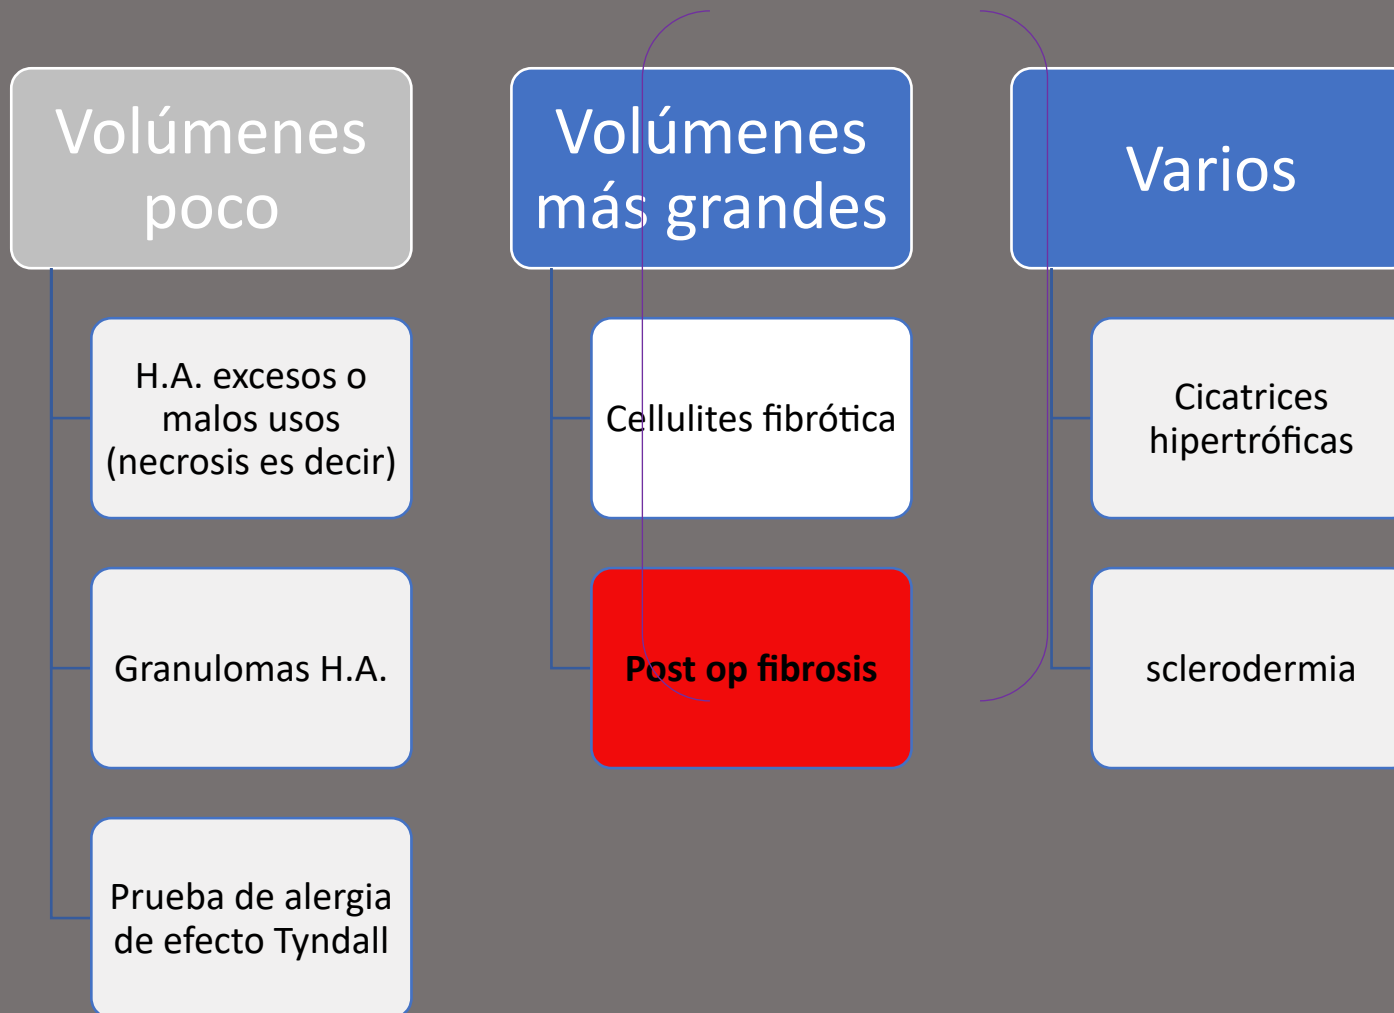 Volúmenes
poco
H.A. excesos o
malos usos
(necrosis es decir)
Granulomas H.A.
Prueba de alergia
de efecto Tyndall
Volúmenes
más grandes
Cellulites fibrótica
Post op fibrosis
Varios
Cicatrices
hipertróficas
sclerodermia